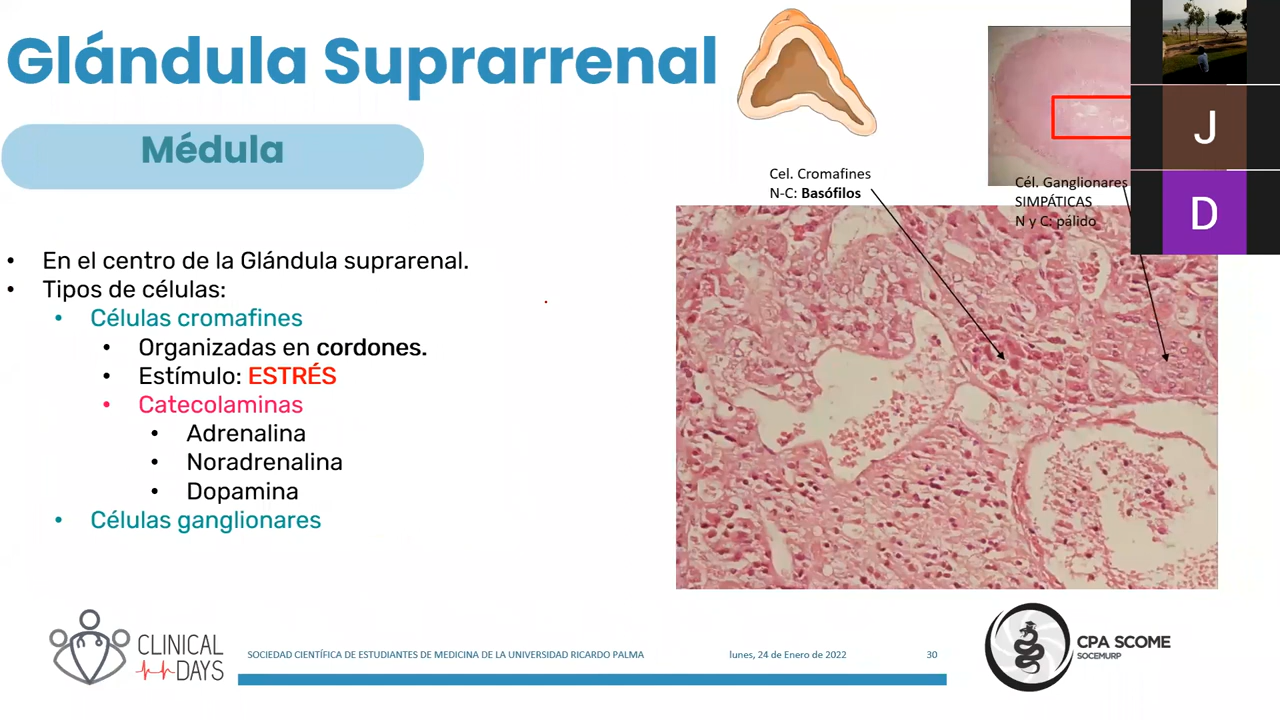 Glándula Suprarrenal
Médula
• En el centro de la Glándula suprarenal.
• Tipos de células:
• Células cromafines
• Organizadas en cordones.
• Estímulo: ESTRÉS
• Catecolaminas
• Adrenalina
• Noradrenalina
• Dopamina
• Células ganglionares
Cel. Cromafines
N-C: Basófilos
Cél. Ganglionares
SIMPÁTICAS
N y C: pálido
J
D
CLINICAL
DAYS
SOCIEDAD CIENTÍFICA DE ESTUDIANTES DE MEDICINA DE LA UNIVERSIDAD RICARDO PALMA
lunes, 24 de Enero de 2022
30
CPA SCOME
SOCEMURP